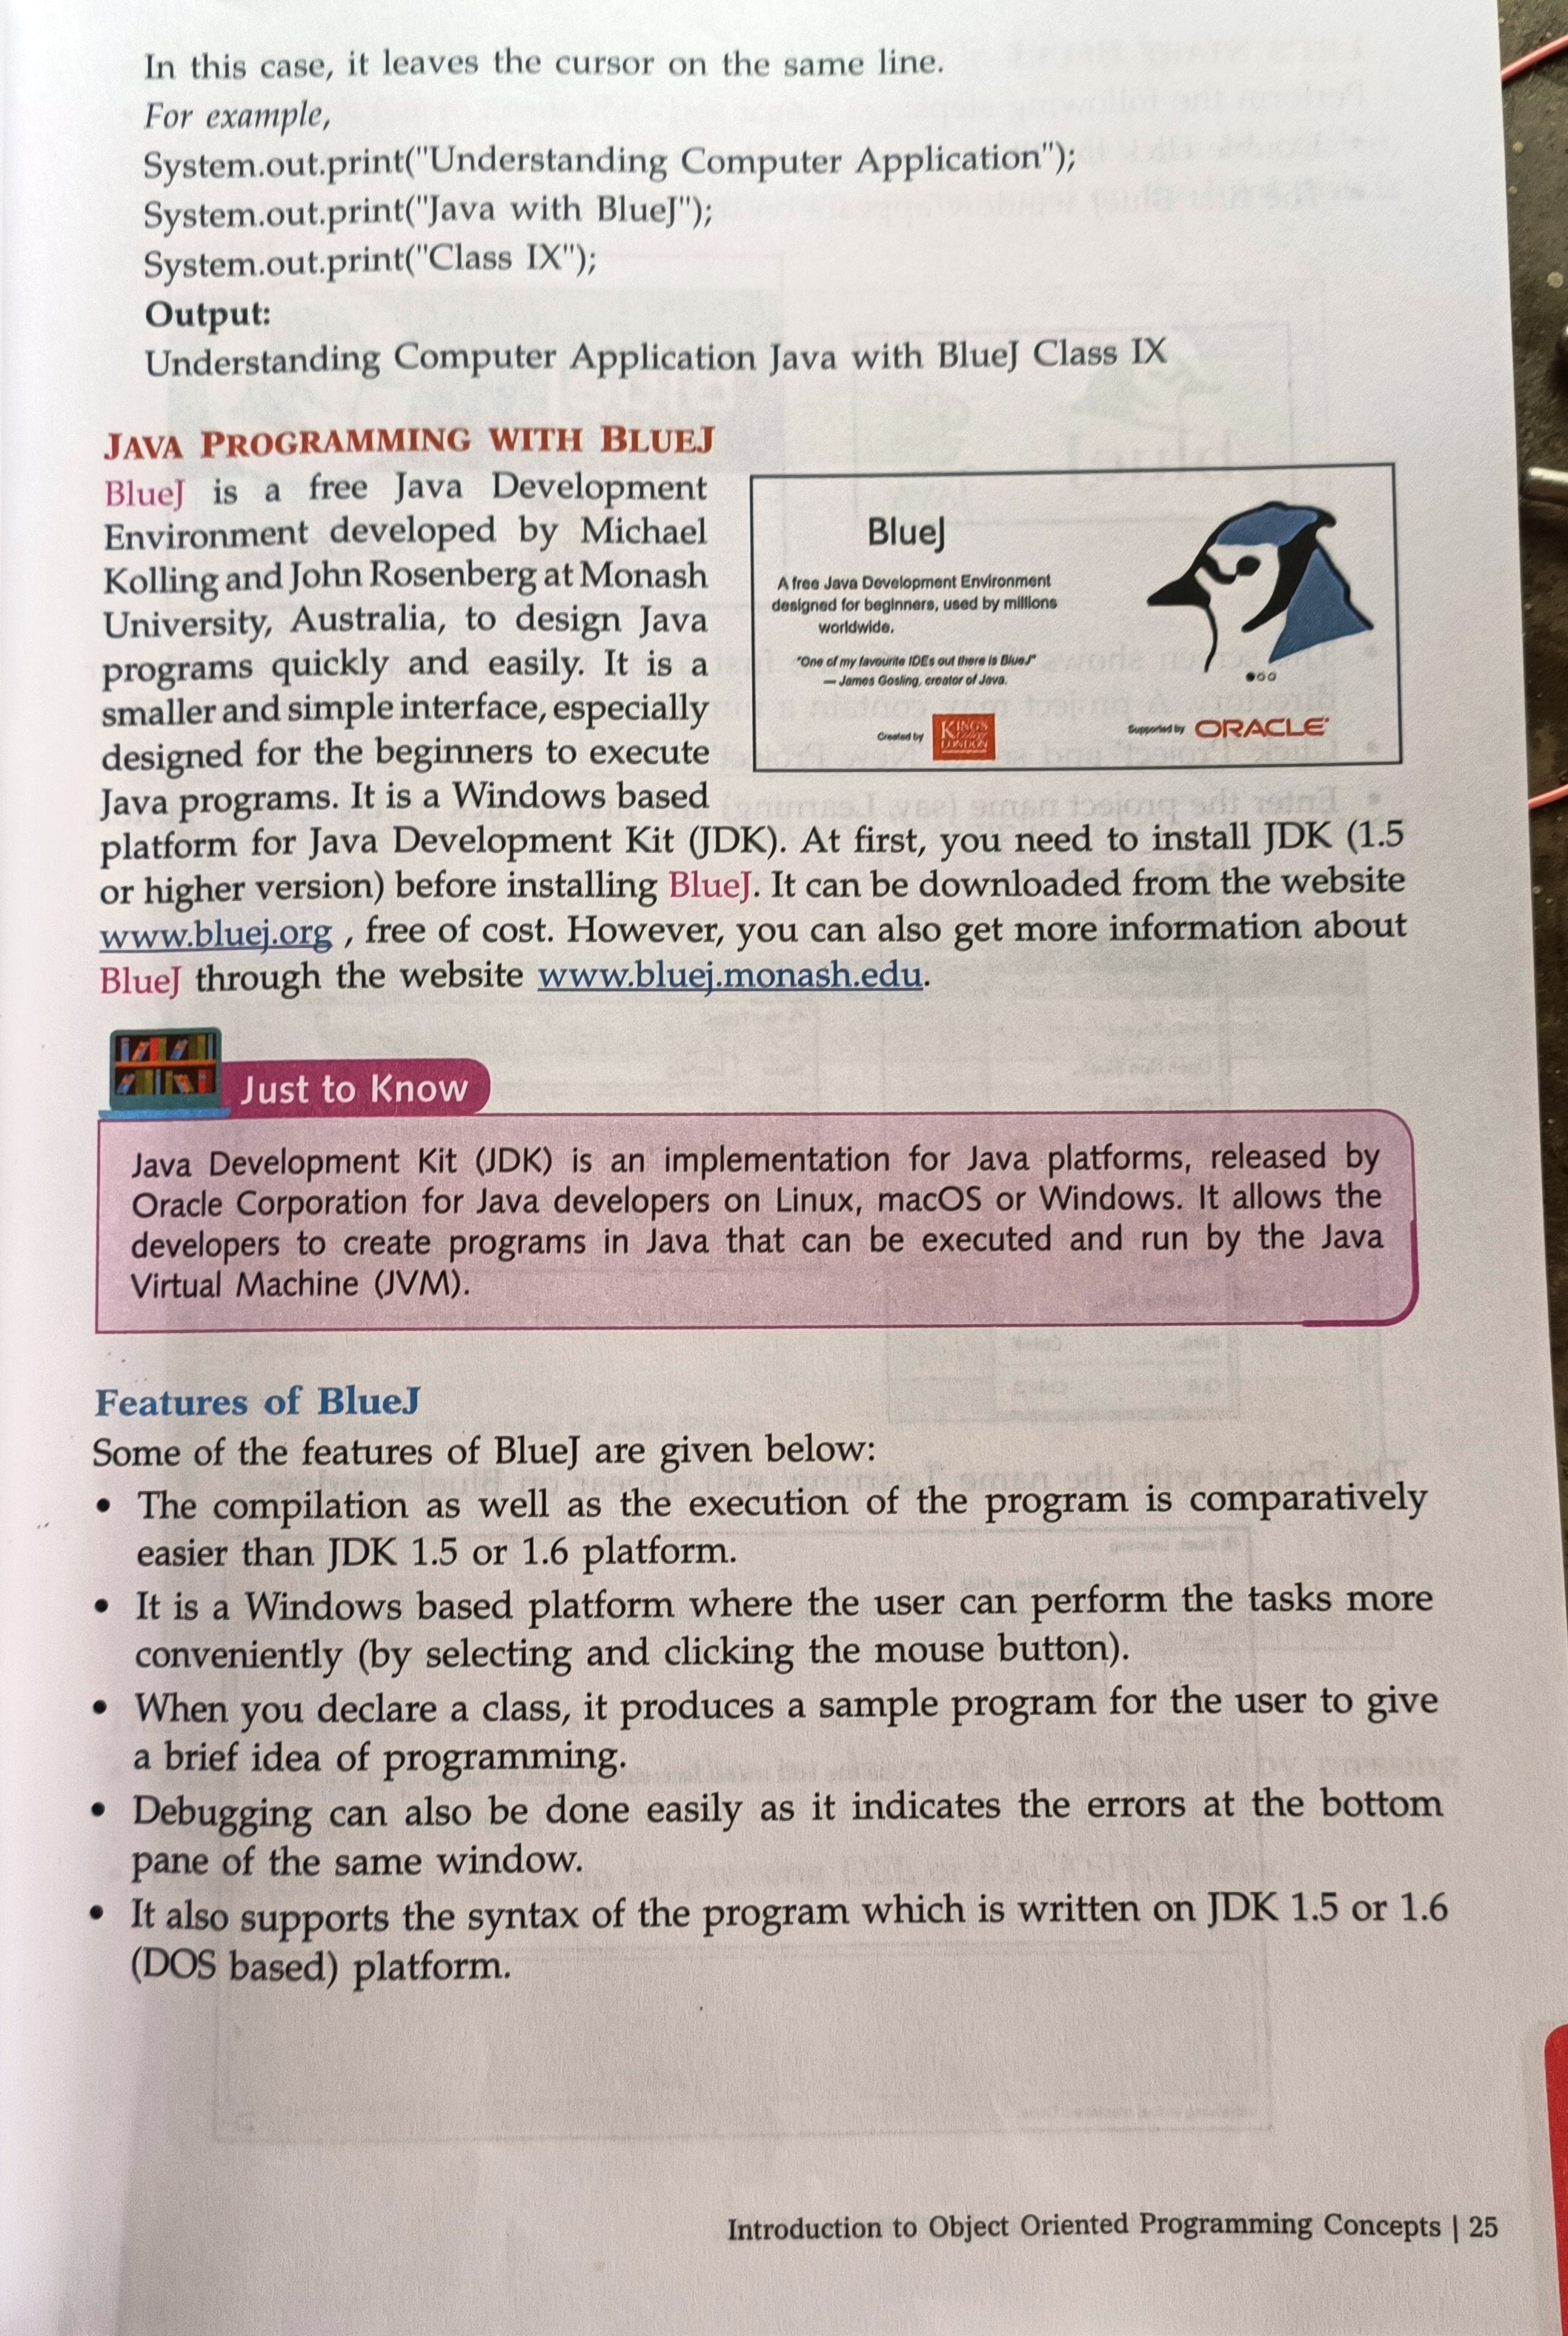 In this case, it leaves the cursor on the same line.
For example,
System.out.print("Understanding Computer Application");
System.out.print("Java with BlueJ");
System.out.print("Class IX");
Output:
Understanding Computer Application Java with BlueJ Class IX
JAVA PROGRAMMING WITH BLUEJ
BlueJ is a free Java Development
Environment developed by Michael
Kolling and John Rosenberg at Monash
University, Australia, to design Java
programs quickly and easily. It is a
smaller and simple interface, especially
designed for the beginners to execute
Java programs. It is a Windows based
platform for Java Development Kit (JDK). At first, you need to install JDK (1.5
or higher version) before installing BlueJ. It can be downloaded from the website
www.bluej.org , free of cost. However, you can also get more information about
BlueJ through the website www.bluej.monash.edu.
BlueJ
A free Java Development Environment
designed for beginners, used by millions
worldwide.
"One of my favourite IDEs out there is BlueJ"
— James Gosling, creator of Java.
Created by
KING'S
College
LONDON
Supported by ORACLE
Just to Know
Java Development Kit (JDK) is an implementation for Java platforms, released by
Oracle Corporation for Java developers on Linux, macOS or Windows. It allows the
developers to create programs in Java that can be executed and run by the Java
Virtual Machine (JVM).
Features of BlueJ
Some of the features of BlueJ are given below:
• The compilation as well as the execution of the program is comparatively
easier than JDK 1.5 or 1.6 platform.
• It is a Windows based platform where the user can perform the tasks more
conveniently (by selecting and clicking the mouse button).
• When you declare a class, it produces a sample program for the user to give
a brief idea of programming.
• Debugging can also be done easily as it indicates the errors at the bottom
pane of the same window.
• It also supports the syntax of the program which is written on JDK 1.5 or 1.6
(DOS based) platform.
Introduction to Object Oriented Programming Concepts | 25